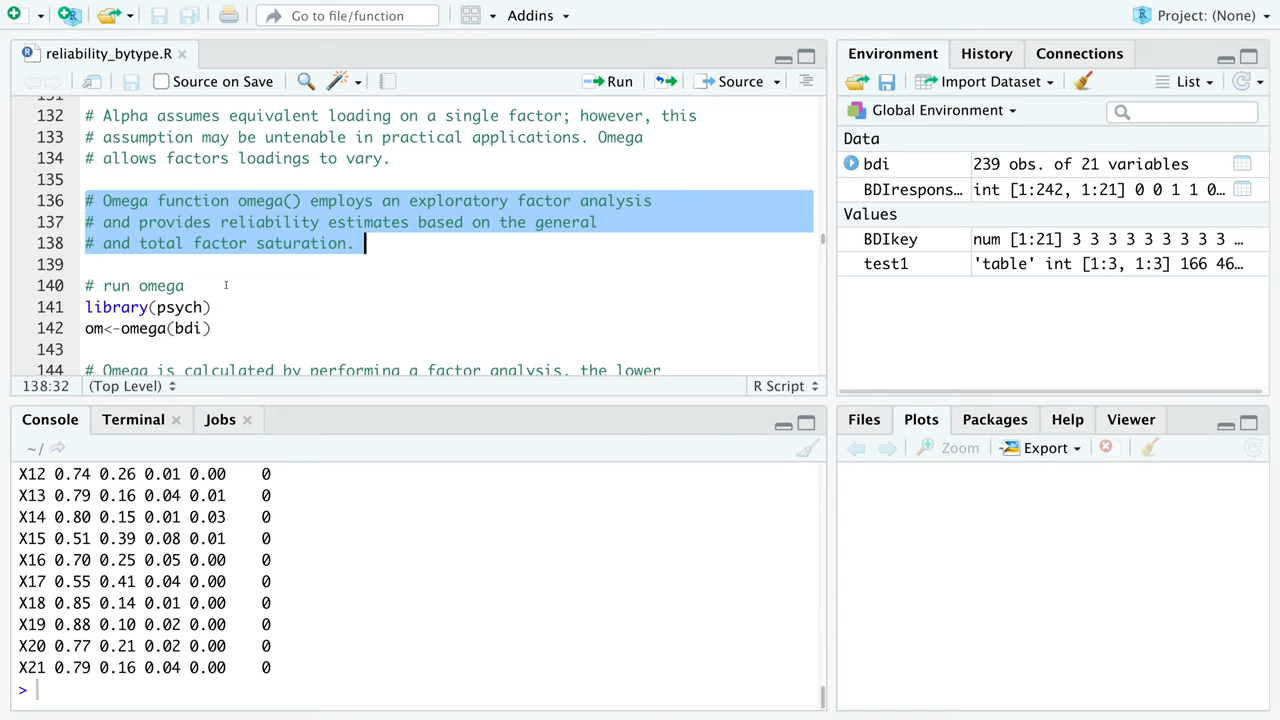 Go to file/function
Addins
Project: (None)
reliability_bytype.R
Source on Save
Run
Source
132 # Alpha assumes equivalent loading on a single factor; however, this
133 # assumption may be untenable in practical applications. Omega
134 # allows factors loadings to vary.
135
136 # Omega function omega() employs an exploratory factor analysis
137 # and provides reliability estimates based on the general
138 # and total factor saturation.
139
140 # run omega
141 library(psych)
142 om<-omega(bdi)
143
144 # Omega is calculated by performing a factor analysis, the lower
138:32 (Top Level) R Script
Console Terminal Jobs
~/
X12 0.74 0.26 0.01 0.00 0
X13 0.79 0.16 0.04 0.01 0
X14 0.80 0.15 0.01 0.03 0
X15 0.51 0.39 0.08 0.01 0
X16 0.70 0.25 0.05 0.00 0
X17 0.55 0.41 0.04 0.00 0
X18 0.85 0.14 0.01 0.00 0
X19 0.88 0.10 0.02 0.00 0
X20 0.77 0.21 0.02 0.00 0
X21 0.79 0.16 0.04 0.00 0
>
Environment History Connections
Import Dataset List
Global Environment
Data
bdi 239 obs. of 21 variables
BDIrespons… int [1:242, 1:21] 0 0 1 1 0…
Values
BDIkey num [1:21] 3 3 3 3 3 3 3 3 …
test1 'table' int [1:3, 1:3] 166 46…
Files Plots Packages Help Viewer
Zoom Export